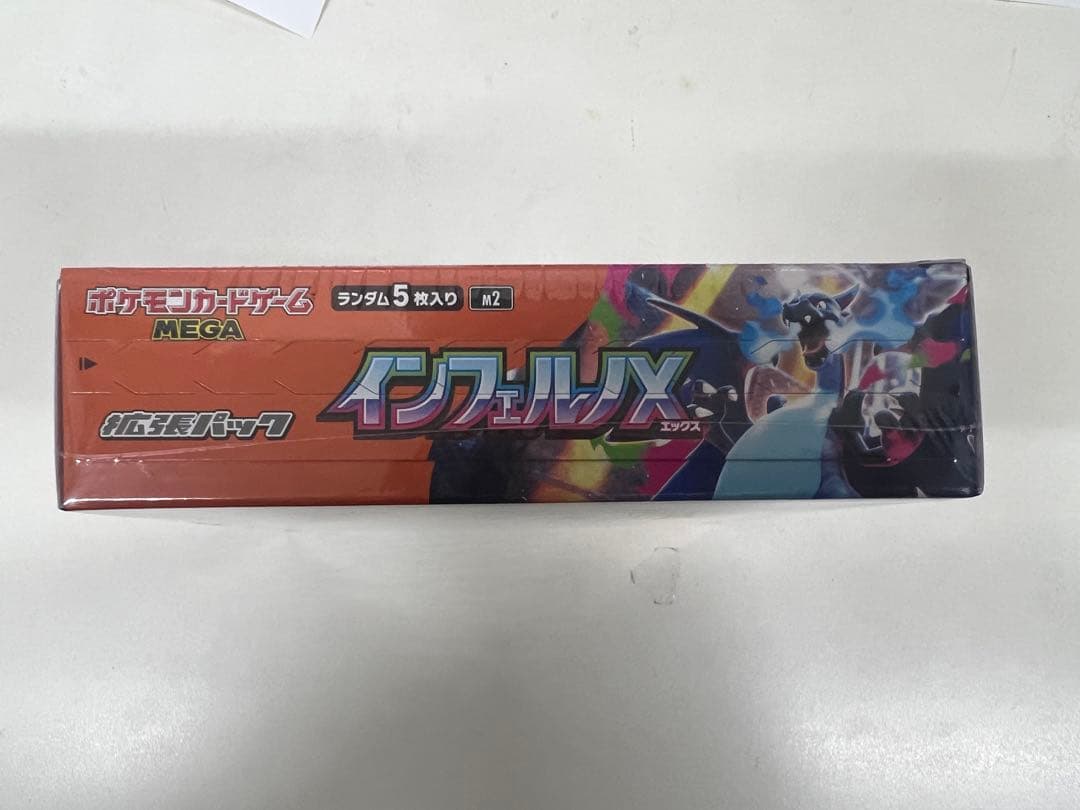 ポケモンカードゲーム
MEGA
ランダム5枚入り M2
インフェルノX
エックス
拡張パック